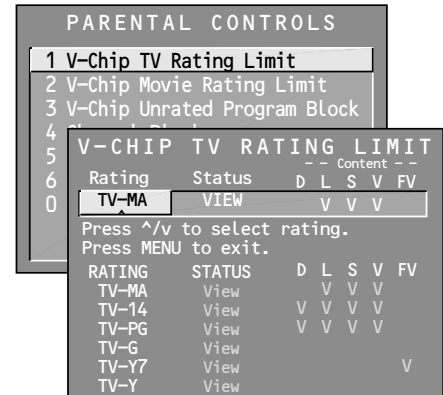 PARENTAL CONTROLS
1 V-Chip TV Rating Limit
2 V-Chip Movie Rating Limit
3 V-Chip Unrated Program Block
4
5
6
0
V-CHIP TV RATING LIMIT
– – Content – –
Rating Status D L S V FV
TV-MA VIEW V V V
Press ^/v to select rating.
Press MENU to exit.
RATING STATUS D L S V FV
TV-MA View V V V
TV-14 View V V V V
TV-PG View V V V V
TV-G View
TV-Y7 View V
TV-Y View